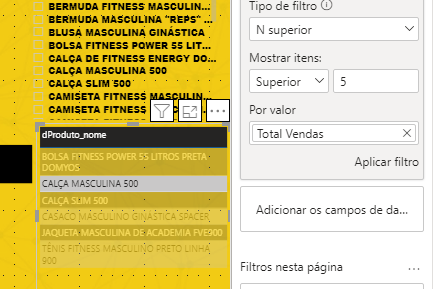 BERMUDA FITNESS MASCULIN...
BERMUDA MASCULINA "REPS" ...
BLUSA MASCULINA GINÁSTICA
BOLSA FITNESS POWER 55 LIT...
CALÇA DE FITNESS ENERGY DO...
CALÇA MASCULINA 500
CALÇA SLIM 500
CAMISETA FITNESS MASCULIN...
CAMISETA FITNESS MASCULIN...
dProduto_nome
BOLSA FITNESS POWER 55 LITROS PRETA
DOMYOS
CALÇA MASCULINA 500
CALÇA SLIM 500
CASACO MASCULINO GINÁSTICA SPACER
JAQUETA MASCULINA DE ACADEMIA FVE900
TÊNIS FITNESS MASCULINO PRETO LINHA
900
Tipo de filtro
N superior
Mostrar itens:
Superior 5
Por valor
Total Vendas
Aplicar filtro
Adicionar os campos de da...
Filtros nesta página ...